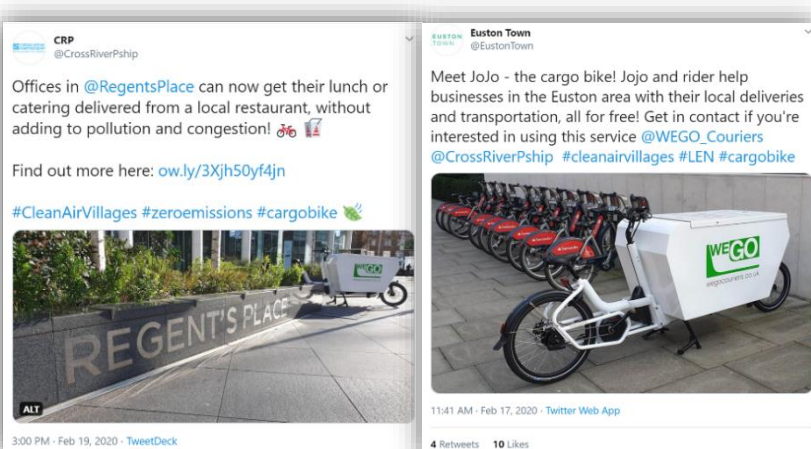 CRP
@CrossRiverPship
Offices in @RegentsPlace can now get their lunch or
catering delivered from a local restaurant, without
adding to pollution and congestion!
Find out more here: ow.ly/3Xjh50yf4jn
#CleanAirVillages #zeroemissions #cargobike
WEGO
REGENT'S PLACE
ALT
3:00 PM · Feb 19, 2020 · TweetDeck
EUSTON
TOWN
Euston Town
@EustonTown
Meet JoJo - the cargo bike! Jojo and rider help
businesses in the Euston area with their local deliveries
and transportation, all for free! Get in contact if you're
interested in using this service @WEGO_Couriers
@CrossRiverPship #cleanairvillages #LEN #cargobike
WEGO
wegocouriers.co.uk
11:41 AM · Feb 17, 2020 · Twitter Web App
4 Retweets 10 Likes